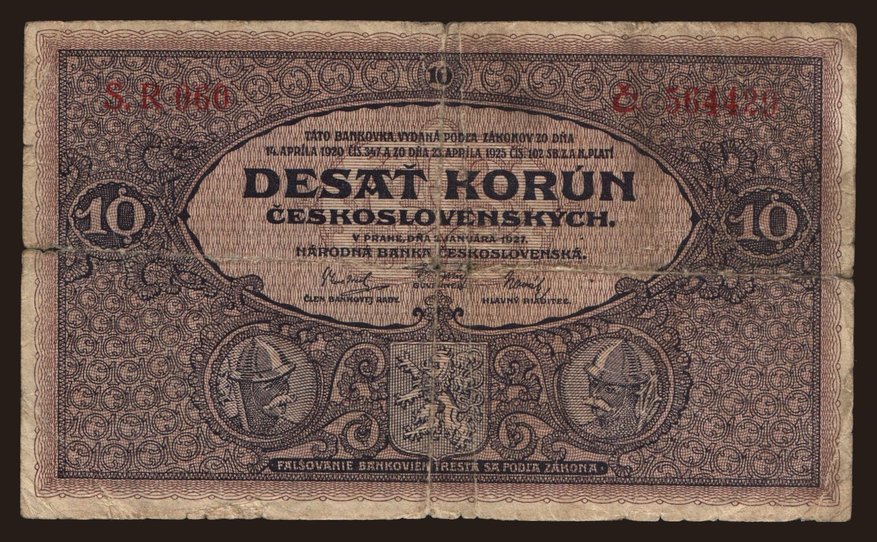 10
S. R 060
Č. 564420
TÁTO BANKOVKA VYDANÁ PODĽA ZÁKONOV ZO DŇA
14. APRÍLA 1920 ČÍS. 347 A ZO DŇA 23. APRÍLA 1925 ČÍS. 102 SB. Z. A N. PLATÍ
DESAŤ KORÚN
ČESKOSLOVENSKÝCH.
10
10
V PRAHE, DŇA 2. JANUÁRA 1927.
NÁRODNÁ BANKA ČESKOSLOVENSKÁ.
ČLEN BANKOVEJ RADY. GUVERNÉR. HLAVNÝ RIADITEĽ.
FALŠOVANIE BANKOVIEK TRESTÁ SA PODĽA ZÁKONA.